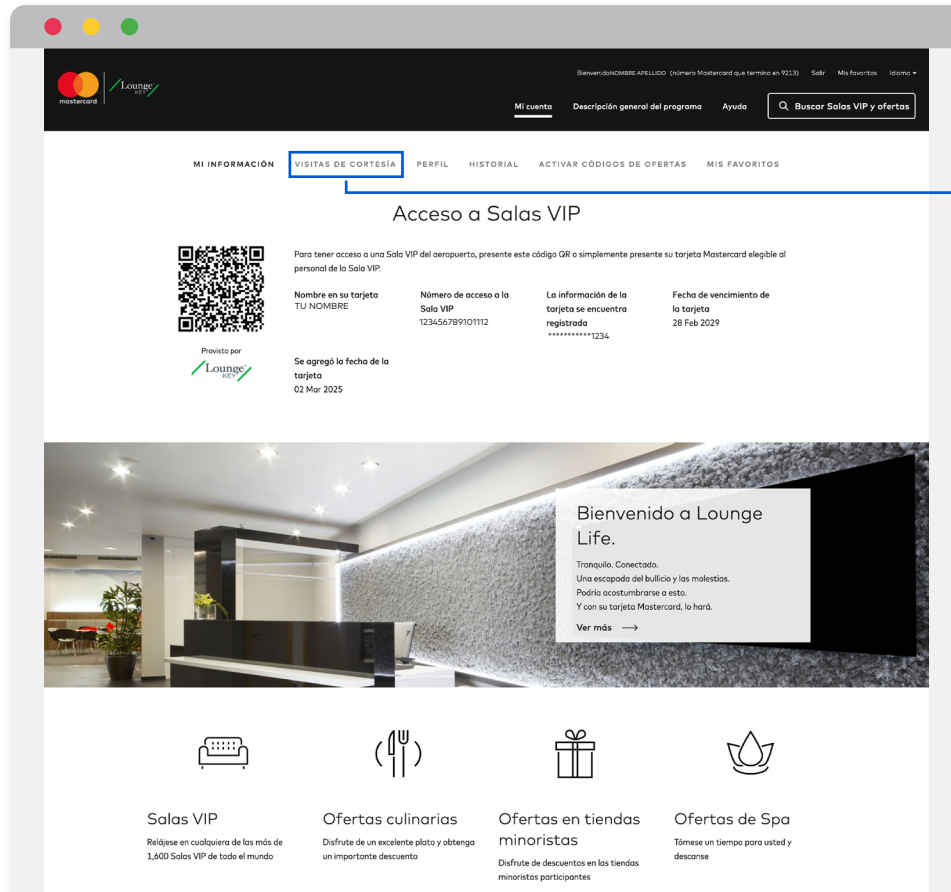 mastercard
Lounge
KEY
BienvenidoNOMBRE APELLIDO (número Mastercard que termina en 9213) Salir Mis favoritos Idioma
Mi cuenta Descripción general del programa Ayuda Buscar Salas VIP y ofertas
MI INFORMACIÓN VISITAS DE CORTESÍA PERFIL HISTORIAL ACTIVAR CÓDIGOS DE OFERTAS MIS FAVORITOS
Acceso a Salas VIP
Para tener acceso a una Sala VIP del aeropuerto, presente este código QR o simplemente presente su tarjeta Mastercard elegible al
personal de la Sala VIP.
Nombre en su tarjeta
TU NOMBRE
Número de acceso a la
Sala VIP
123456789101112
La información de la
tarjeta se encuentra
registrada
***********1234
Fecha de vencimiento de
la tarjeta
28 Feb 2029
Provisto por
Lounge
KEY
Se agregó la fecha de la
tarjeta
02 Mar 2025
Bienvenido a Lounge
Life.
Tranquilo. Conectado.
Una escapada del bullicio y las molestias.
Podría acostumbrarse a esto.
Y con su tarjeta Mastercard, lo hará.
Ver más
Salas VIP
Relájese en cualquiera de las más de
1,600 Salas VIP de todo el mundo
Ofertas culinarias
Disfrute de un excelente plato y obtenga
un importante descuento
Ofertas en tiendas
minoristas
Disfrute de descuentos en las tiendas
minoristas participantes
Ofertas de Spa
Tómese un tiempo para usted y
descanse